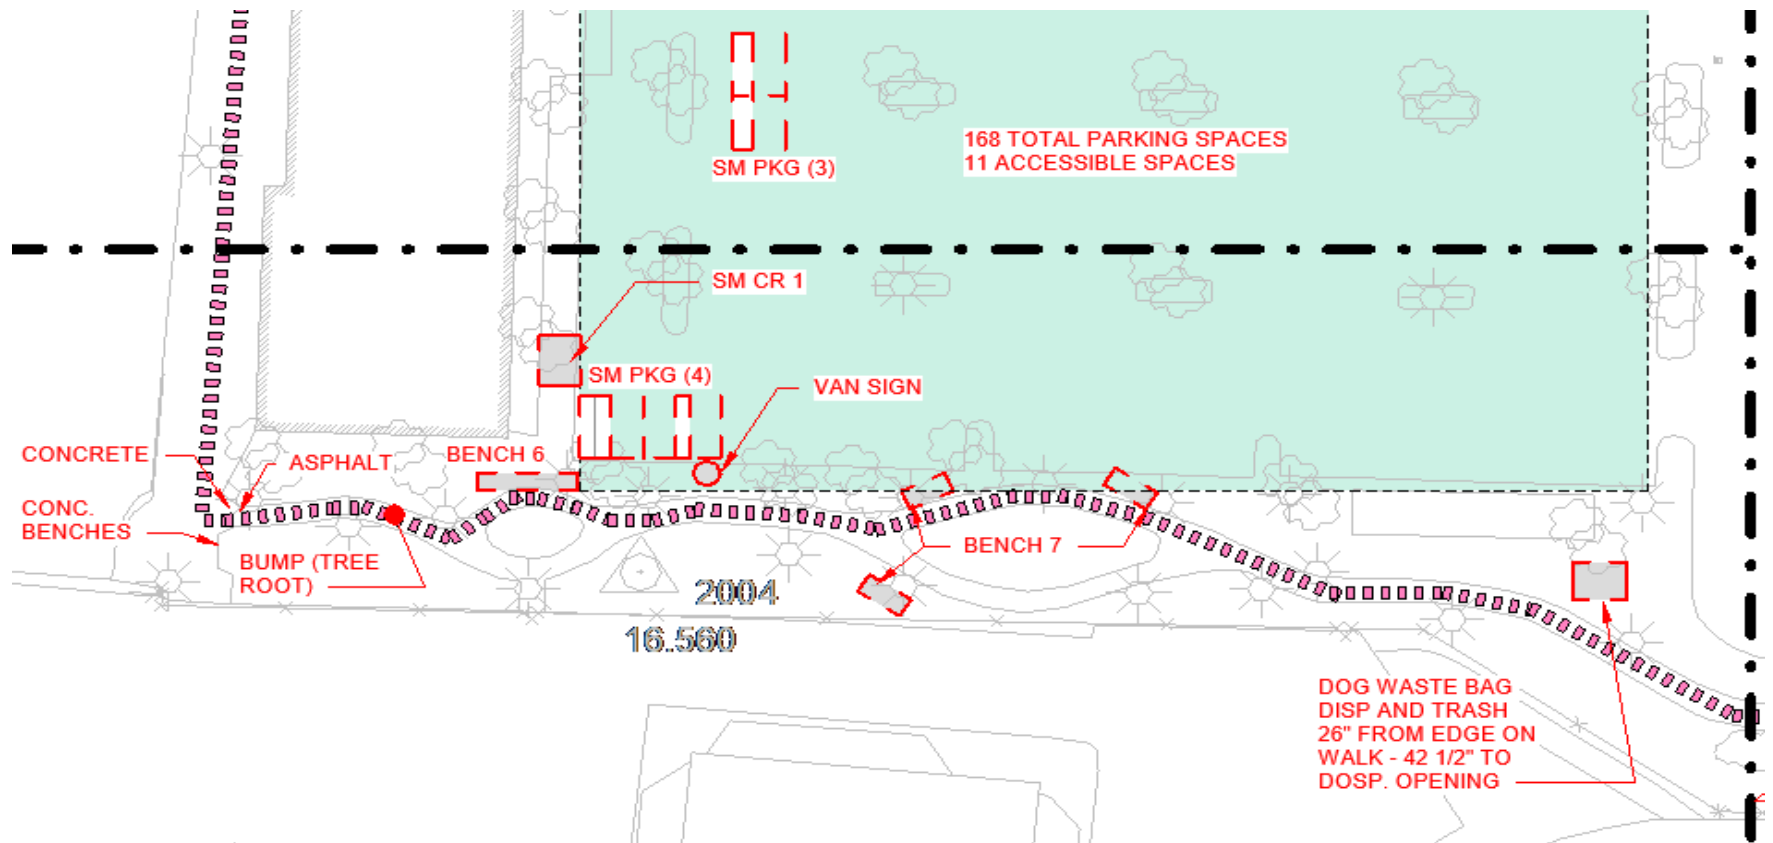 168 TOTAL PARKING SPACES
11 ACCESSIBLE SPACES
SM PKG (3)
SM CR 1
SM PKG (4)
VAN SIGN
CONCRETE
ASPHALT
BENCH 6
CONC.
BENCHES
BUMP (TREE
ROOT)
BENCH 7
2004
16.560
DOG WASTE BAG
DISP AND TRASH
26" FROM EDGE ON
WALK - 42 1/2" TO
DOSP. OPENING